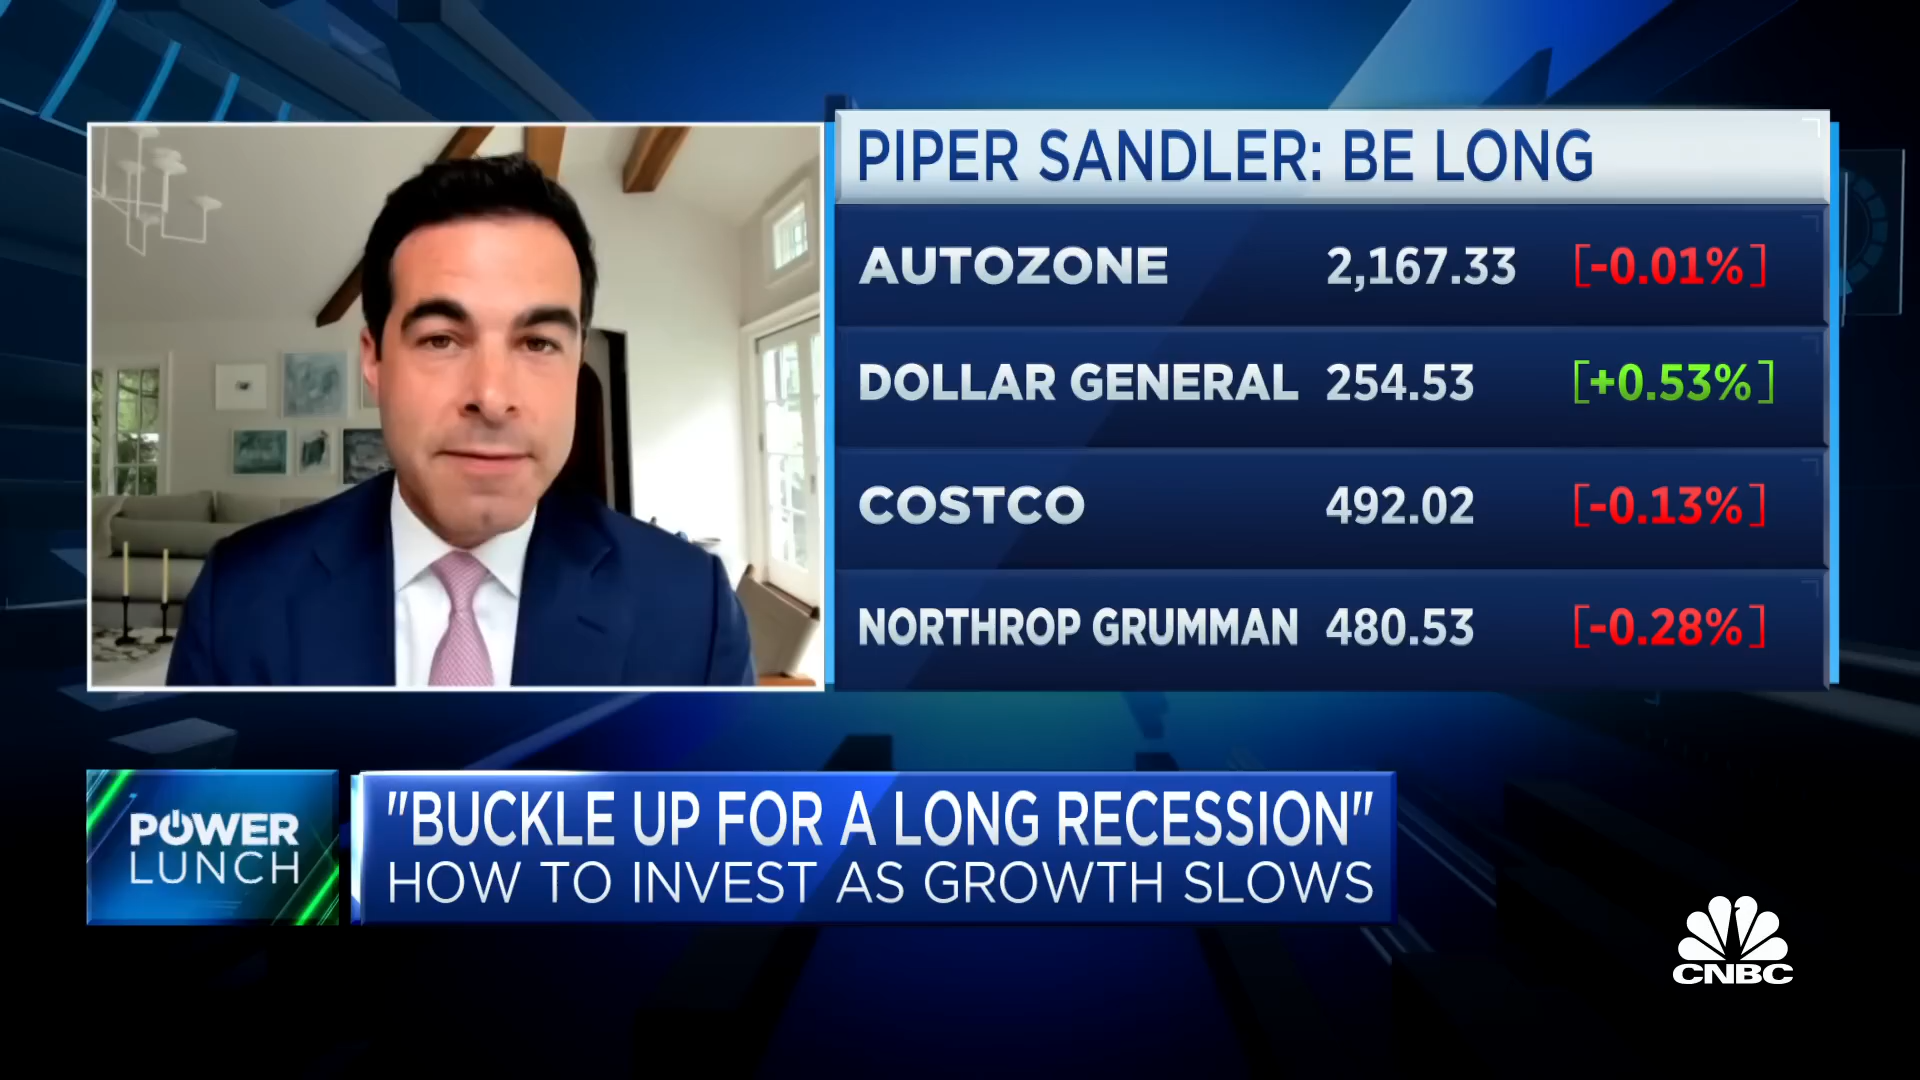 PIPER SANDLER: BE LONG
AUTOZONE 2,167.33 [-0.01%]
DOLLAR GENERAL 254.53 [+0.53%]
COSTCO 492.02 [-0.13%]
NORTHROP GRUMMAN 480.53 [-0.28%]
POWER
LUNCH
"BUCKLE UP FOR A LONG RECESSION"
HOW TO INVEST AS GROWTH SLOWS
CNBC